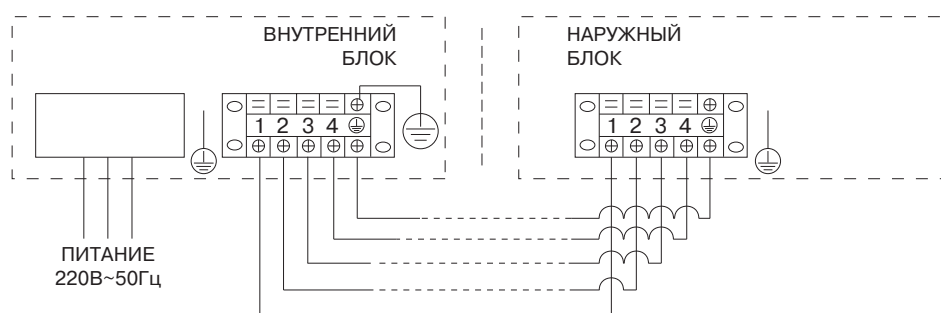 ВНУТРЕННИЙ
БЛОК
НАРУЖНЫЙ
БЛОК
1 2 3 4
1 2 3 4
ПИТАНИЕ
220В~50Гц